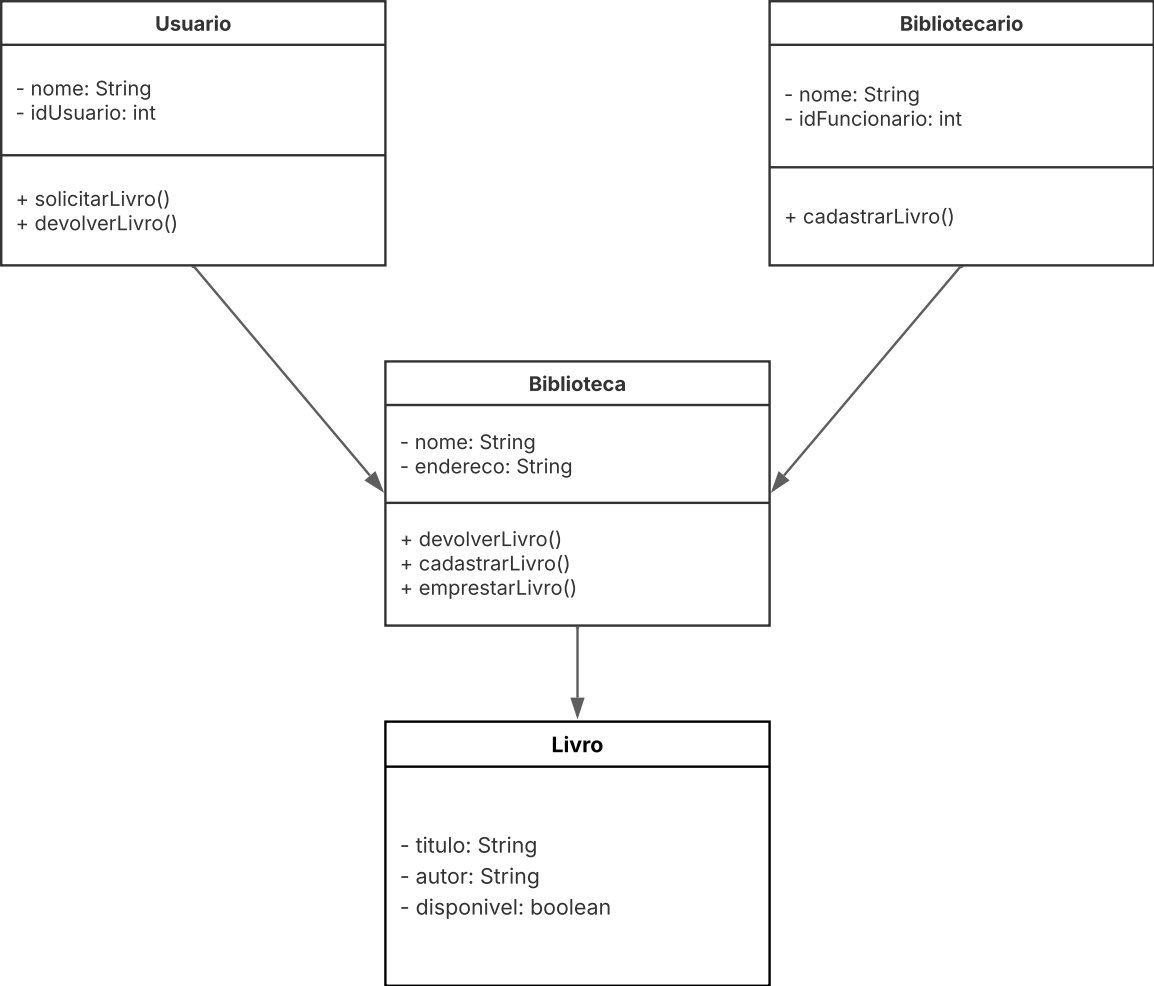 Usuario
- nome: String
- idUsuario: int
+ solicitarLivro()
+ devolverLivro()
Bibliotecario
- nome: String
- idFuncionario: int
+ cadastrarLivro()
Biblioteca
- nome: String
- endereco: String
+ devolverLivro()
+ cadastrarLivro()
+ emprestarLivro()
Livro
- titulo: String
- autor: String
- disponivel: boolean